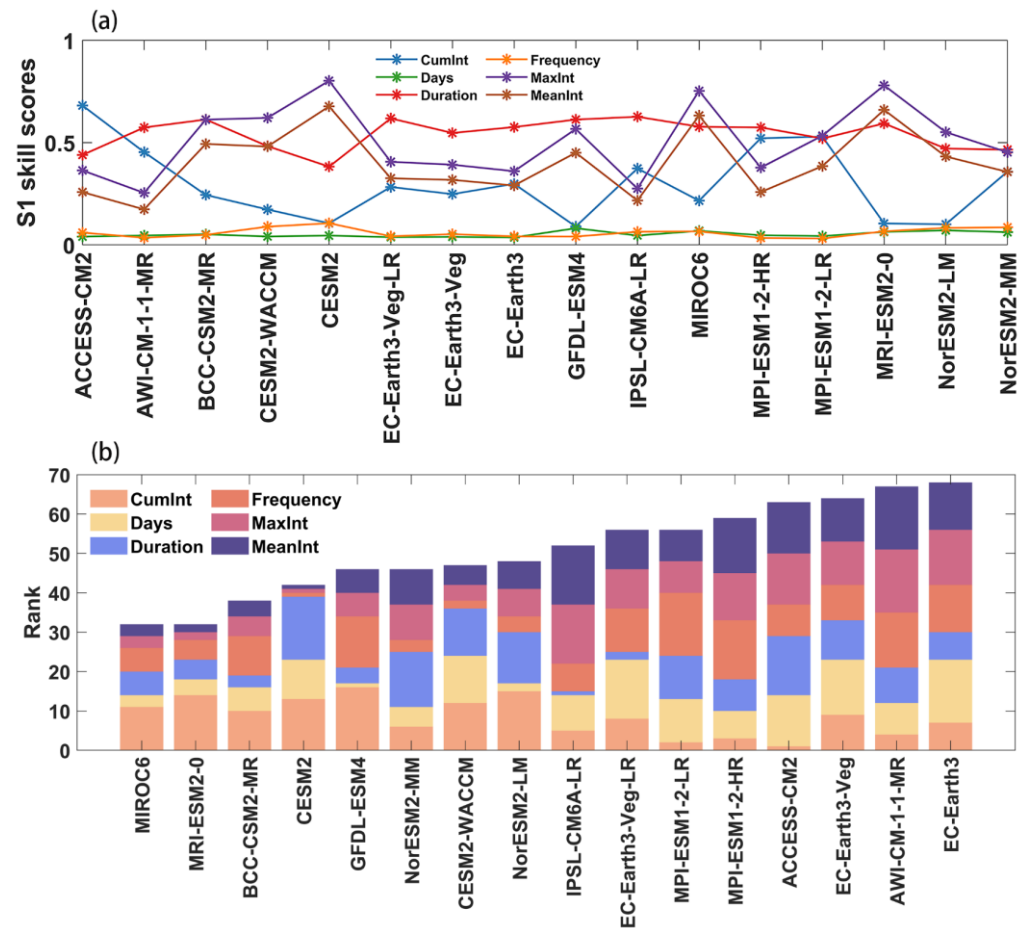 (a)
1
0.5
0
S1 skill scores
CumInt
Days
Duration
Frequency
MaxInt
MeanInt
ACCESS-CM2
AWI-CM-1-1-MR
BCC-CSM2-MR
CESM2-WACCM
CESM2
EC-Earth3-Veg-LR
EC-Earth3-Veg
EC-Earth3
GFDL-ESM4
IPSL-CM6A-LR
MIROC6
MPI-ESM1-2-HR
MPI-ESM1-2-LR
MRI-ESM2-0
NorESM2-LM
NorESM2-MM
(b)
70
60
50
40
30
20
10
0
Rank
CumInt
Days
Duration
Frequency
MaxInt
MeanInt
MIROC6
MRI-ESM2-0
BCC-CSM2-MR
CESM2
GFDL-ESM4
NorESM2-MM
CESM2-WACCM
NorESM2-LM
IPSL-CM6A-LR
EC-Earth3-Veg-LR
MPI-ESM1-2-LR
MPI-ESM1-2-HR
ACCESS-CM2
EC-Earth3-Veg
AWI-CM-1-1-MR
EC-Earth3